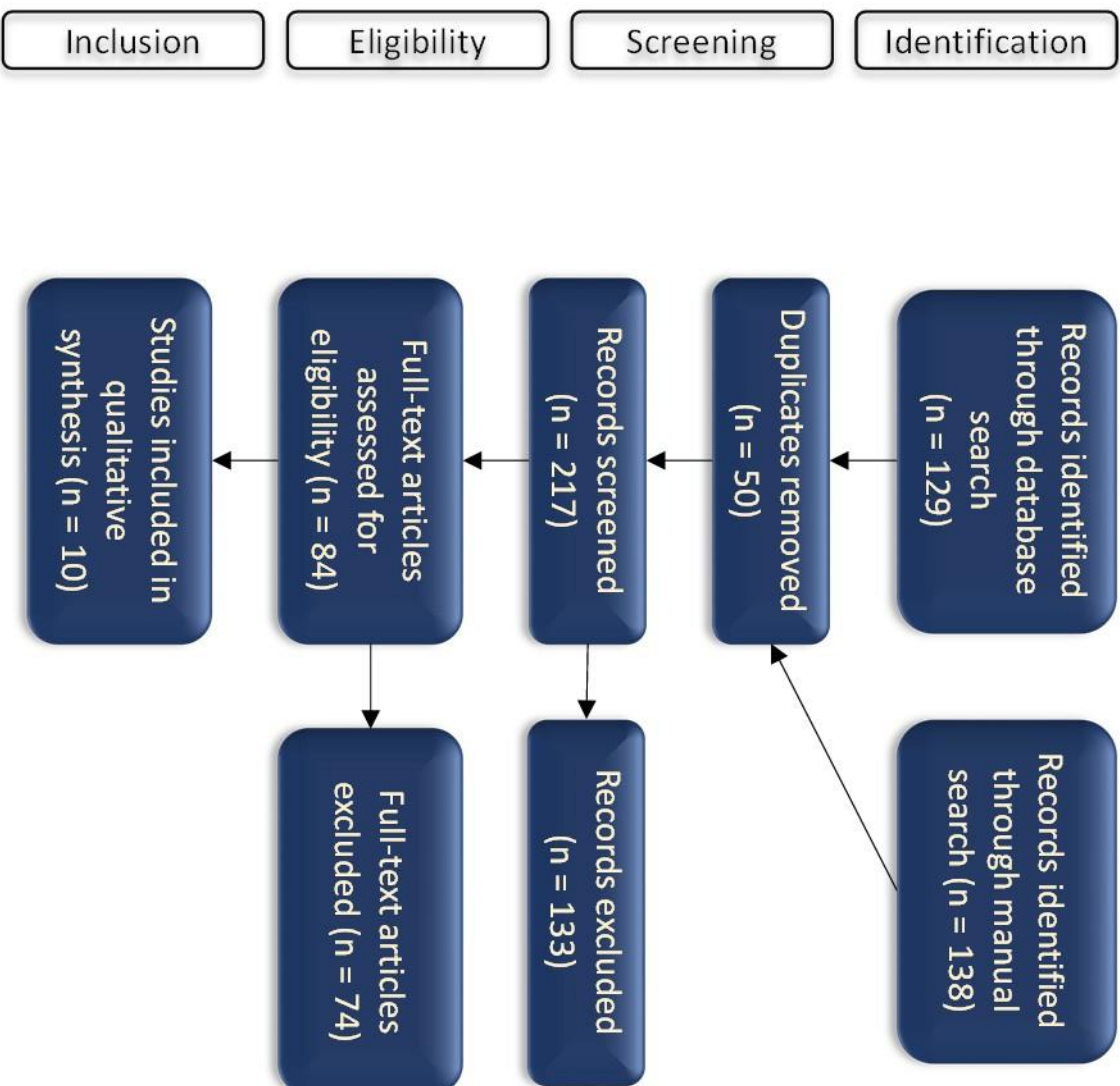 Identification
Screening
Eligibility
Inclusion
Records identified
through database
search
(n = 129)
Records identified
through manual
search (n = 138)
Duplicates removed
(n = 50)
Records screened
(n = 217)
Records excluded
(n = 133)
Full-text articles
assessed for
eligibility (n = 84)
Full-text articles
excluded (n = 74)
Studies included in
qualitative
synthesis (n = 10)